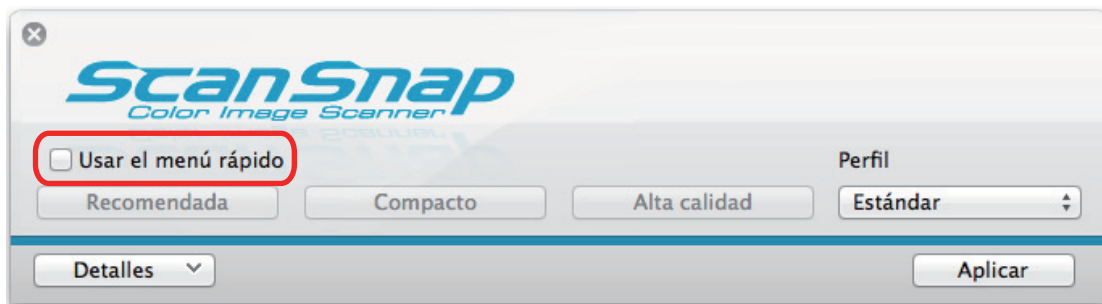 ScanSnap
Color Image Scanner
Usar el menú rápido
Perfil
Recomendada
Compacto
Alta calidad
Estándar
Detalles
Aplicar